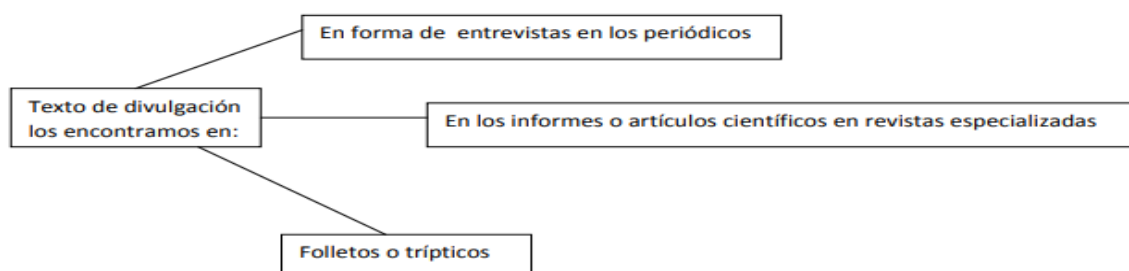 En forma de entrevistas en los periódicos
Texto de divulgación
los encontramos en:
En los informes o artículos científicos en revistas especializadas
Folletos o trípticos